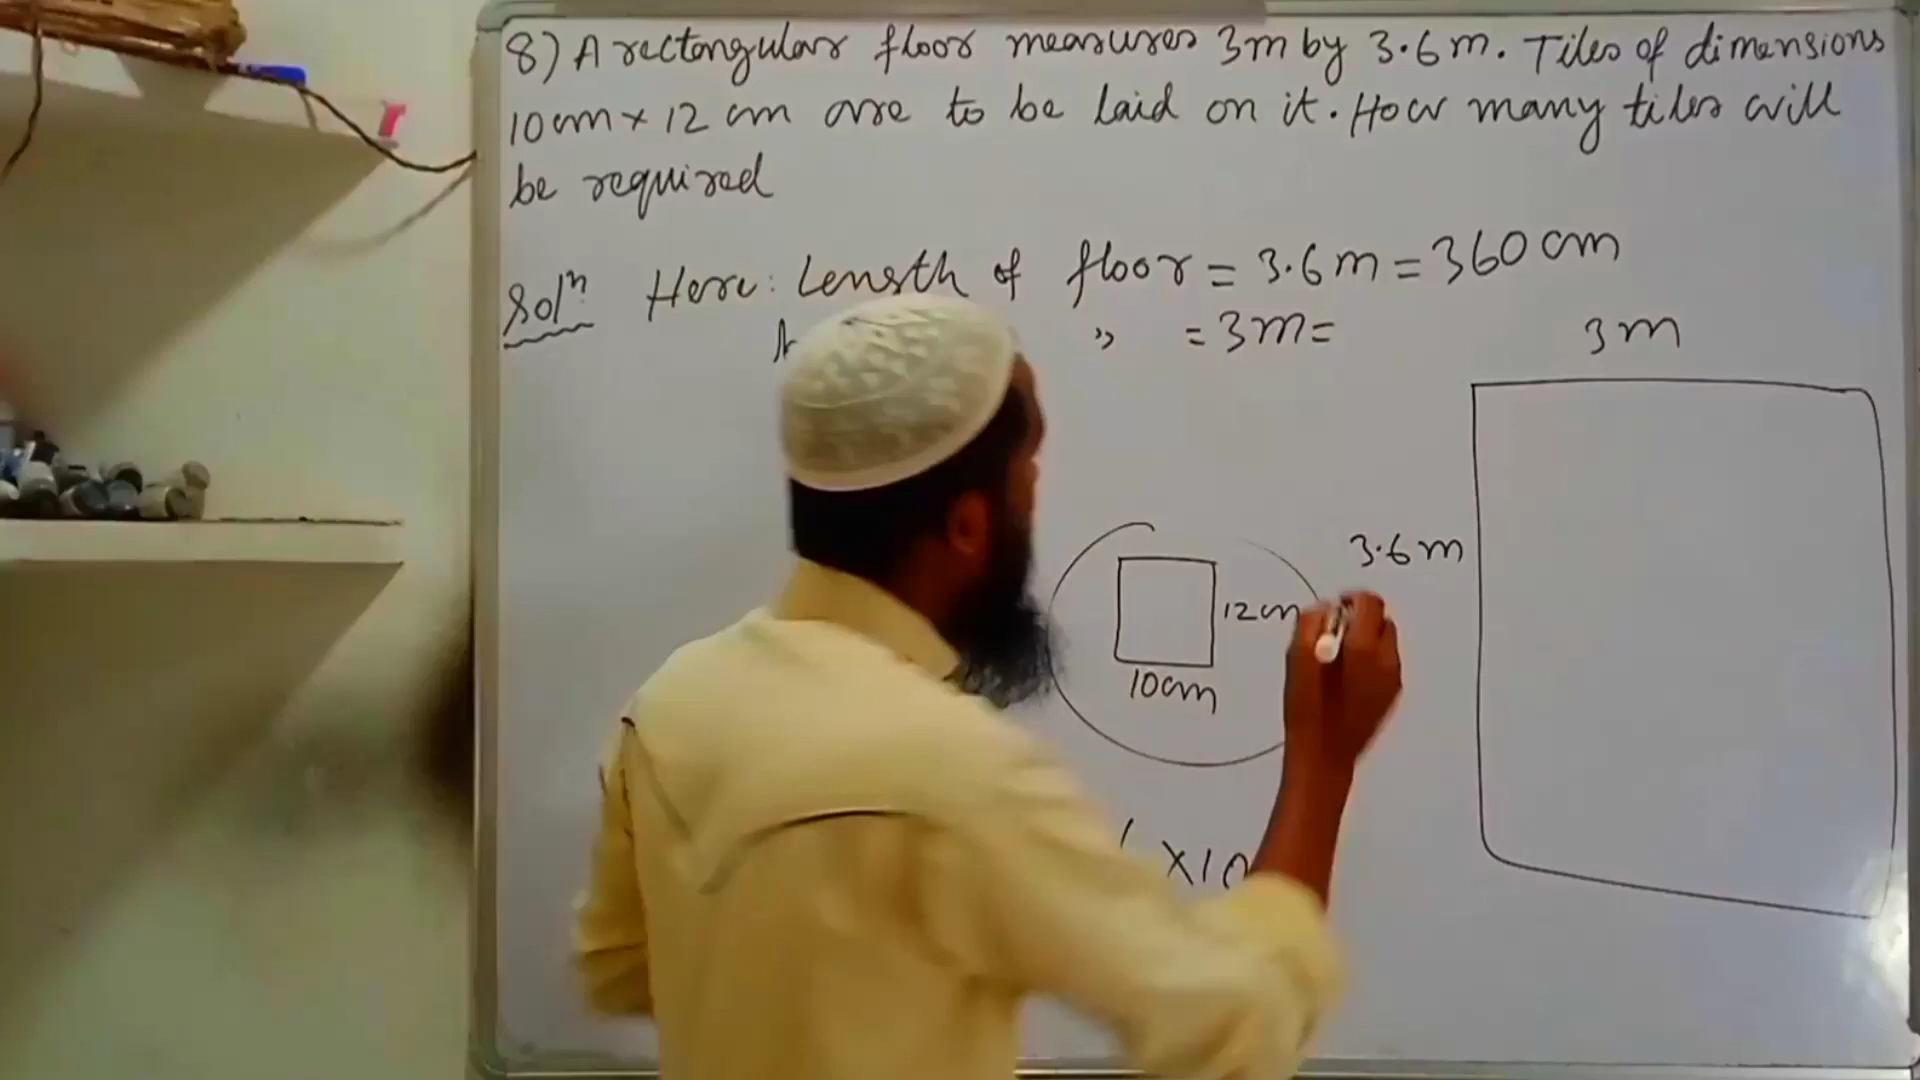 8) A rectangular floor measures 3m by 3.6m. Tiles of dimensions
10cm x 12 cm are to be laid on it. How many tiles will
be required
Solⁿ Here: Length of floor = 3.6m = 360 cm
" = 3m =
3m
3.6m
12cm
10cm
x10